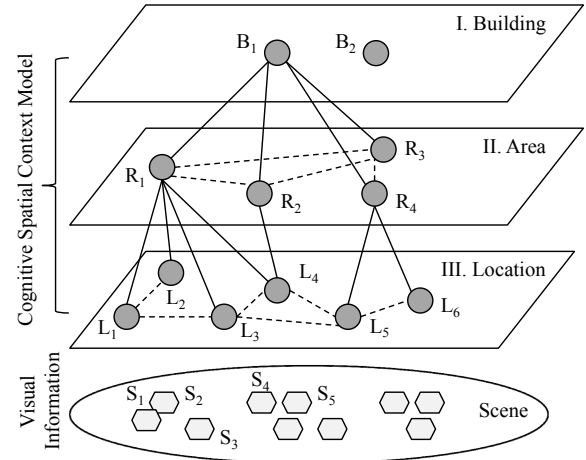 I. Building
B1
B2
Cognitive Spatial Context Model
II. Area
R1
R2
R3
R4
III. Location
L1
L2
L3
L4
L5
L6
Visual
Information
Scene
S1
S2
S3
S4
S5